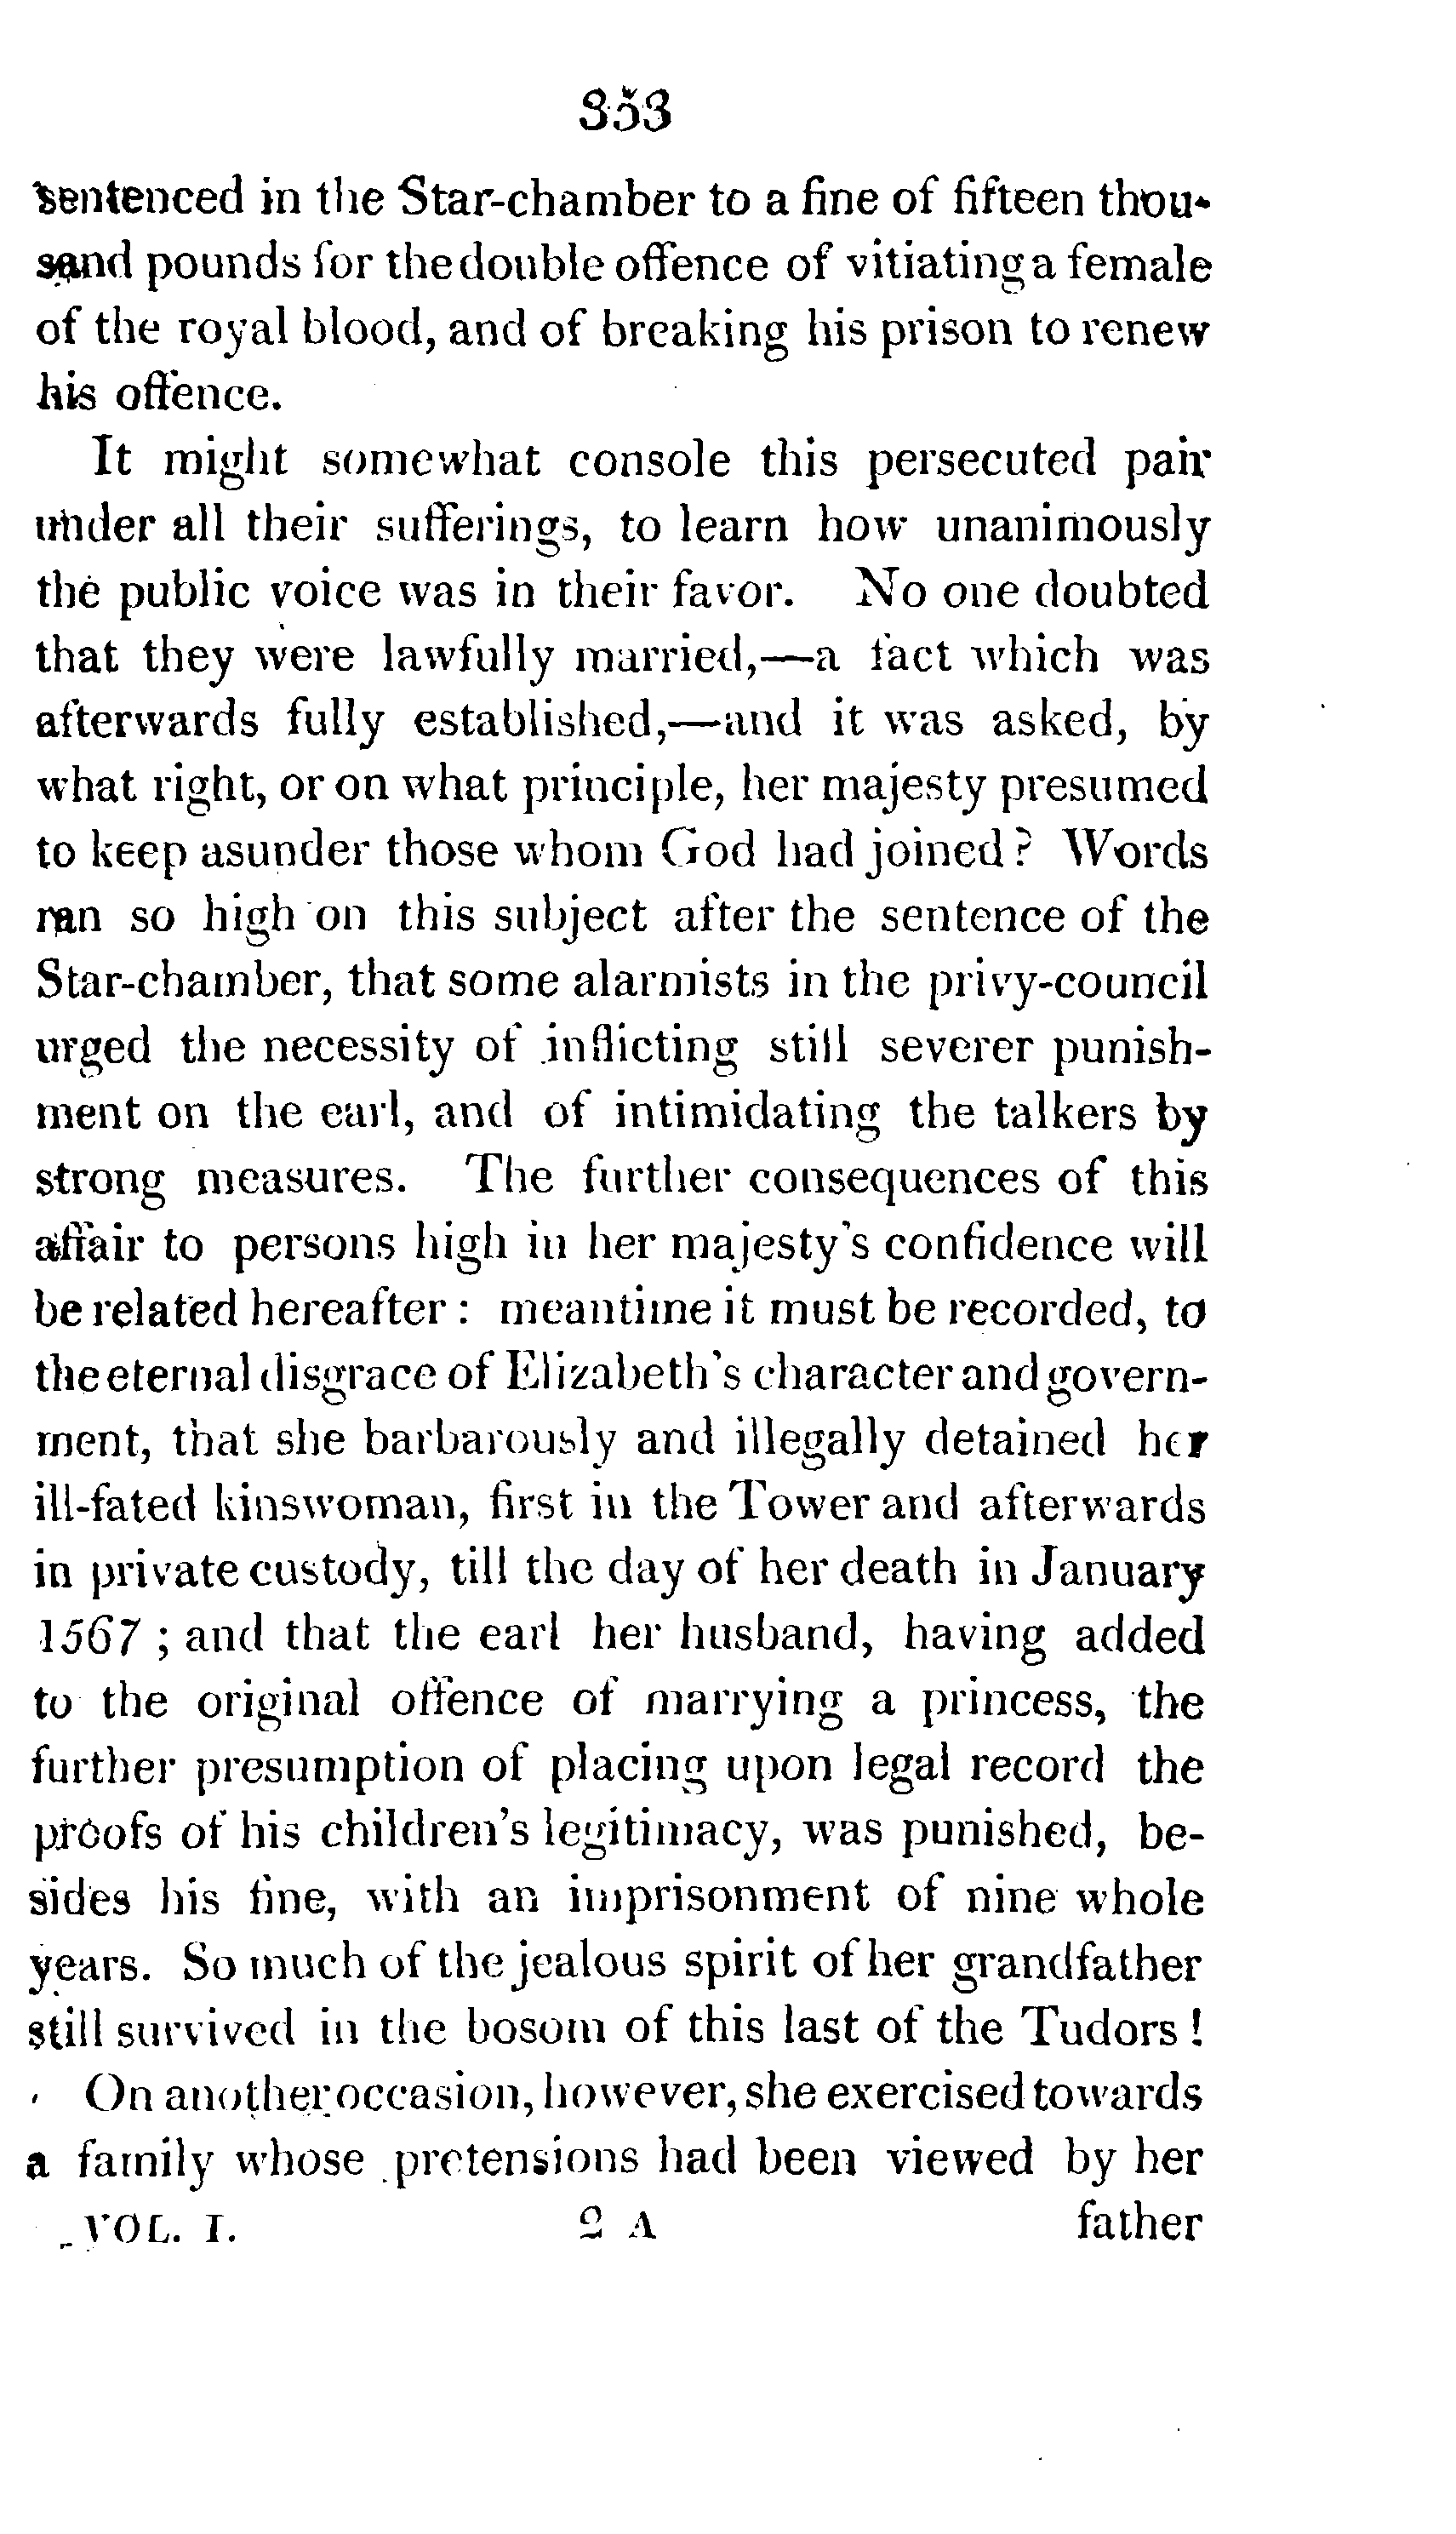 353
sentenced in the Star-chamber to a fine of fifteen thou-
sand pounds for the double offence of vitiating a female
of the royal blood, and of breaking his prison to renew
his offence.
It might somewhat console this persecuted pair
under all their sufferings, to learn how unanimously
the public voice was in their favor. No one doubted
that they were lawfully married,—a fact which was
afterwards fully established,—and it was asked, by
what right, or on what principle, her majesty presumed
to keep asunder those whom God had joined? Words
ran so high on this subject after the sentence of the
Star-chamber, that some alarmists in the privy-council
urged the necessity of inflicting still severer punish-
ment on the earl, and of intimidating the talkers by
strong measures. The further consequences of this
affair to persons high in her majesty's confidence will
be related hereafter: meantime it must be recorded, to
the eternal disgrace of Elizabeth's character and govern-
ment, that she barbarously and illegally detained her
ill-fated kinswoman, first in the Tower and afterwards
in private custody, till the day of her death in January
1567; and that the earl her husband, having added
to the original offence of marrying a princess, the
further presumption of placing upon legal record the
proofs of his children's legitimacy, was punished, be-
sides his fine, with an imprisonment of nine whole
years. So much of the jealous spirit of her grandfather
still survived in the bosom of this last of the Tudors!
On another occasion, however, she exercised towards
a family whose pretensions had been viewed by her
VOL. I. 2 A father